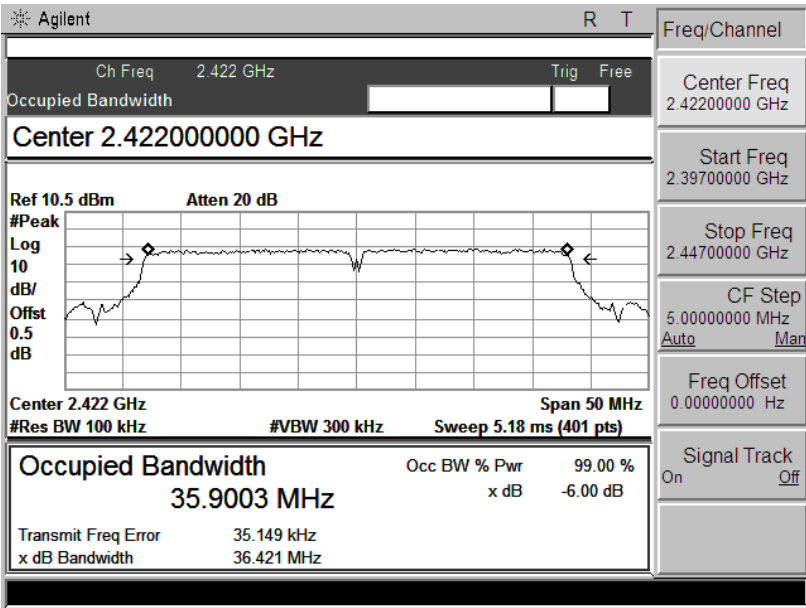 Agilent R T
Ch Freq 2.422 GHz Trig Free
Occupied Bandwidth
Center 2.422000000 GHz
Ref 10.5 dBm Atten 20 dB
#Peak
Log
10
dB/
Offst
0.5
dB
Center 2.422 GHz Span 50 MHz
#Res BW 100 kHz #VBW 300 kHz Sweep 5.18 ms (401 pts)
Occupied Bandwidth Occ BW % Pwr 99.00 %
35.9003 MHz x dB -6.00 dB
Transmit Freq Error 35.149 kHz
x dB Bandwidth 36.421 MHz
Freq/Channel
Center Freq
2.42200000 GHz
Start Freq
2.39700000 GHz
Stop Freq
2.44700000 GHz
CF Step
5.00000000 MHz
Auto Man
Freq Offset
0.00000000 Hz
Signal Track
On Off